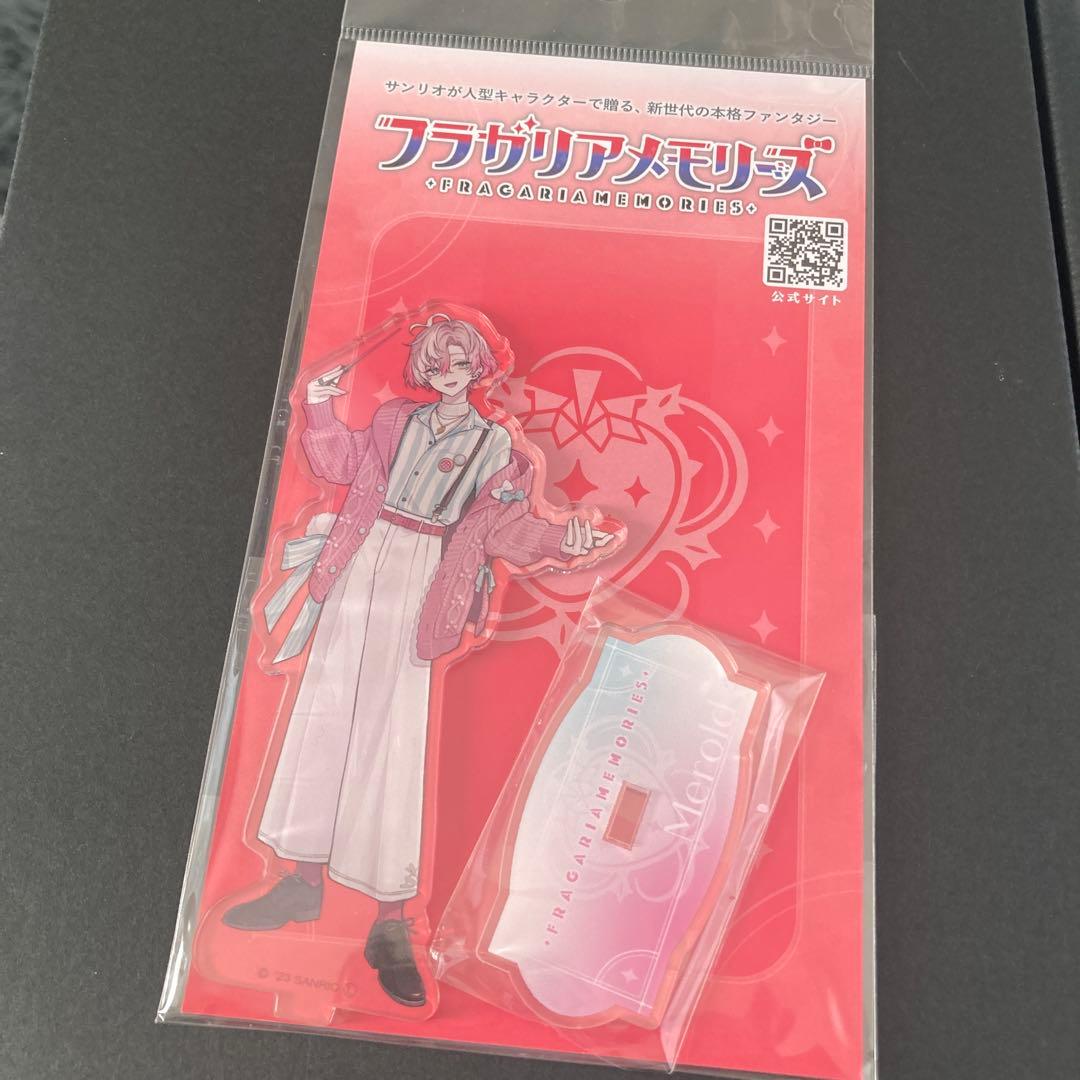 サンリオが人型キャラクターで贈る、新世代の本格ファンタジー
フラガリアメモリーズ
FRAGARIAMEMORIES
公式サイト
FRAGARIAMEMORIES
Merold
© '23 SANRIO Ⓛ